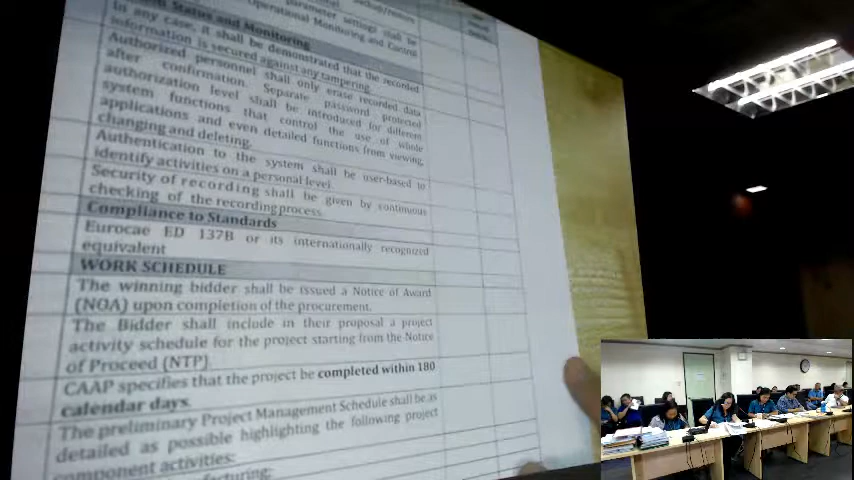 parameter settings shall be
Operational Monitoring and Control
Status and Monitoring
In any case, it shall be demonstrated that the recorded
information is secured against any tampering.
Authorized personnel shall only erase recorded data
after confirmation. Separate password protected
authorization level shall be introduced for different
system functions that control the use of whole
applications and even detailed functions from viewing,
changing and deleting.
Authentication to the system shall be user-based to
identify activities on a personal level.
Security of recording shall be given by continuous
checking of the recording process.
Compliance to Standards
Eurocae ED 137B or its internationally recognized
equivalent
WORK SCHEDULE
The winning bidder shall be issued a Notice of Award
(NOA) upon completion of the procurement.
The Bidder shall include in their proposal a project
activity schedule for the project starting from the Notice
of Proceed (NTP)
CAAP specifies that the project be completed within 180
calendar days.
The preliminary Project Management Schedule shall be as
detailed as possible highlighting the following project
component activities: